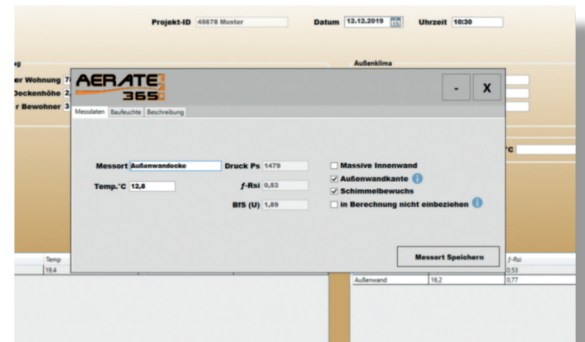 Projekt-ID 45678 Muster Datum 12.12.2019 Uhrzeit 10:30
Außenklima
er Wohnung
Deckenhöhe 2,
r Bewohner 3
°C
AERATE
365
- X
Messdaten Baufeuchte Beschreibung
Messort Außenwandecke Druck Ps 1479
Temp.°C 12,8 f-Rsi 0,53
BfS (U) 1,89
Massive Innenwand
Außenwandkante
Schimmelbewuchs
in Berechnung nicht einbeziehen
Messort Speichern
Temp f-Rsi
19,4 0,53
Außenwand 16,2 0,77